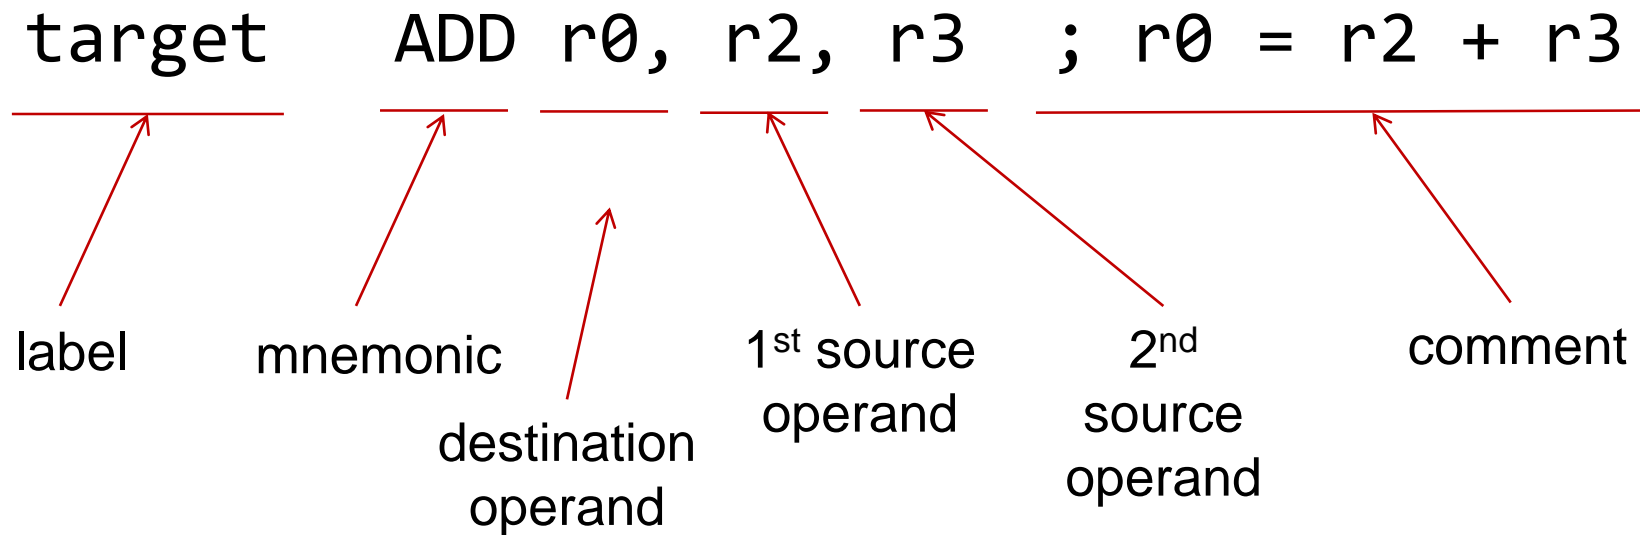 target ADD r0, r2, r3 ; r0 = r2 + r3
label
mnemonic
destination
operand
1st source
operand
2nd
source
operand
comment